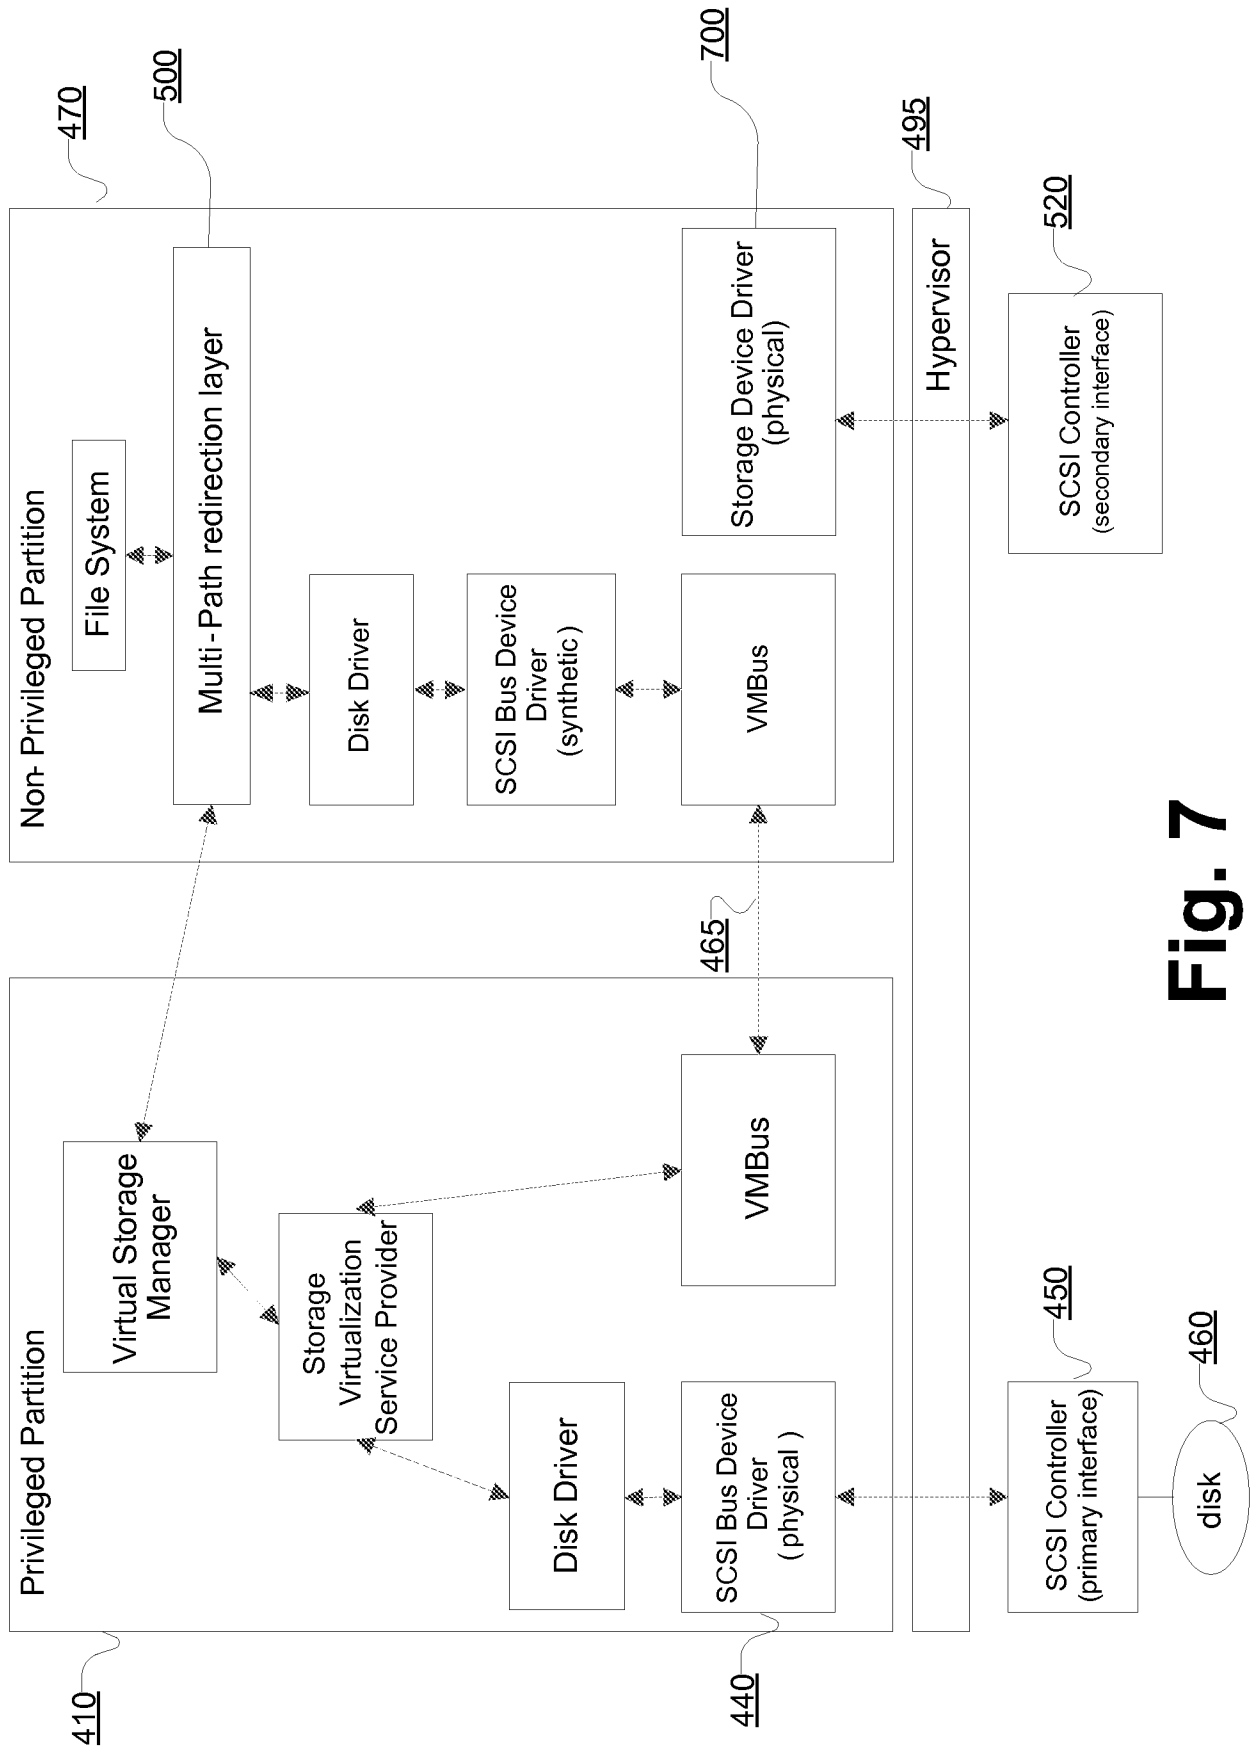 Privileged Partition
410
Virtual Storage
Manager
Storage
Virtualization
Service Provider
Disk Driver
SCSI Bus Device
Driver
( physical )
440
VMBus
465
Non- Privileged Partition
470
File System
Multi - Path redirection layer
500
Disk Driver
SCSI Bus Device
Driver
(synthetic )
VMBus
Storage Device Driver
(physical)
700
Hypervisor
495
SCSI Controller
(primary interface)
450
disk
460
SCSI Controller
(secondary interface)
520
Fig. 7